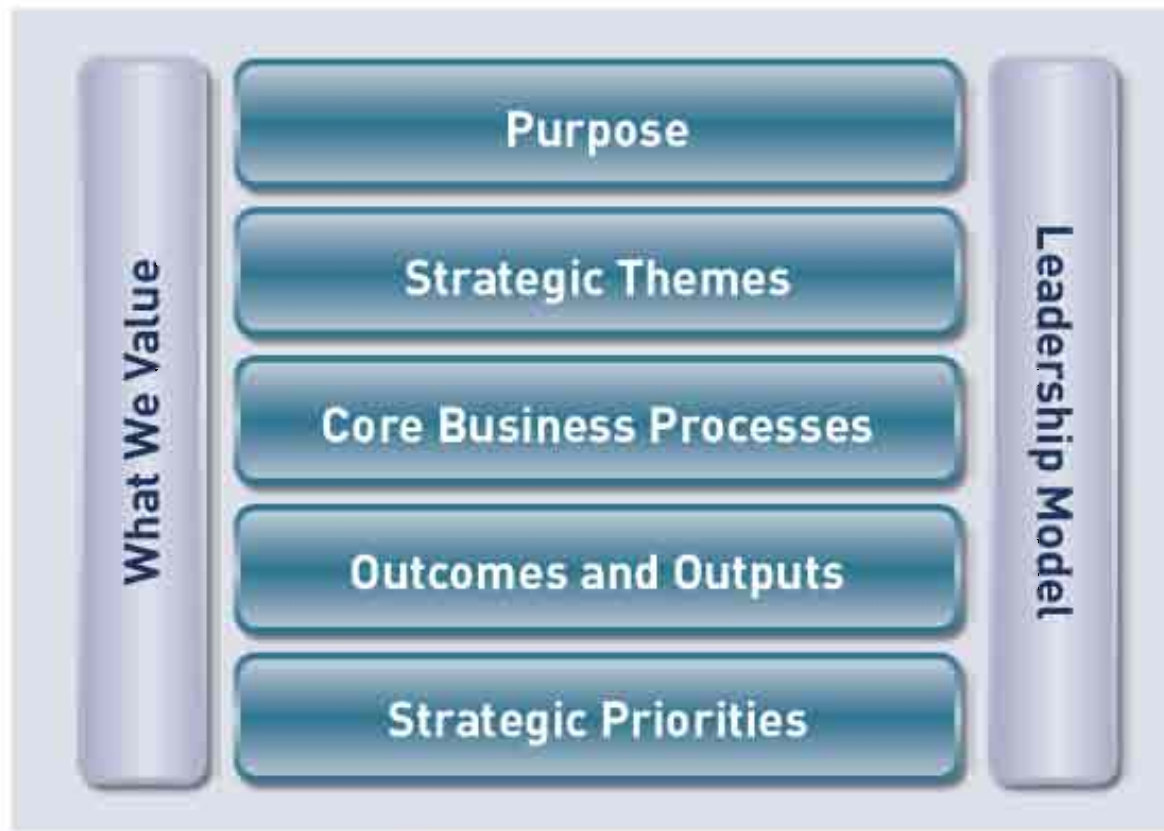 What We Value
Purpose
Strategic Themes
Core Business Processes
Outcomes and Outputs
Strategic Priorities
Leadership Model